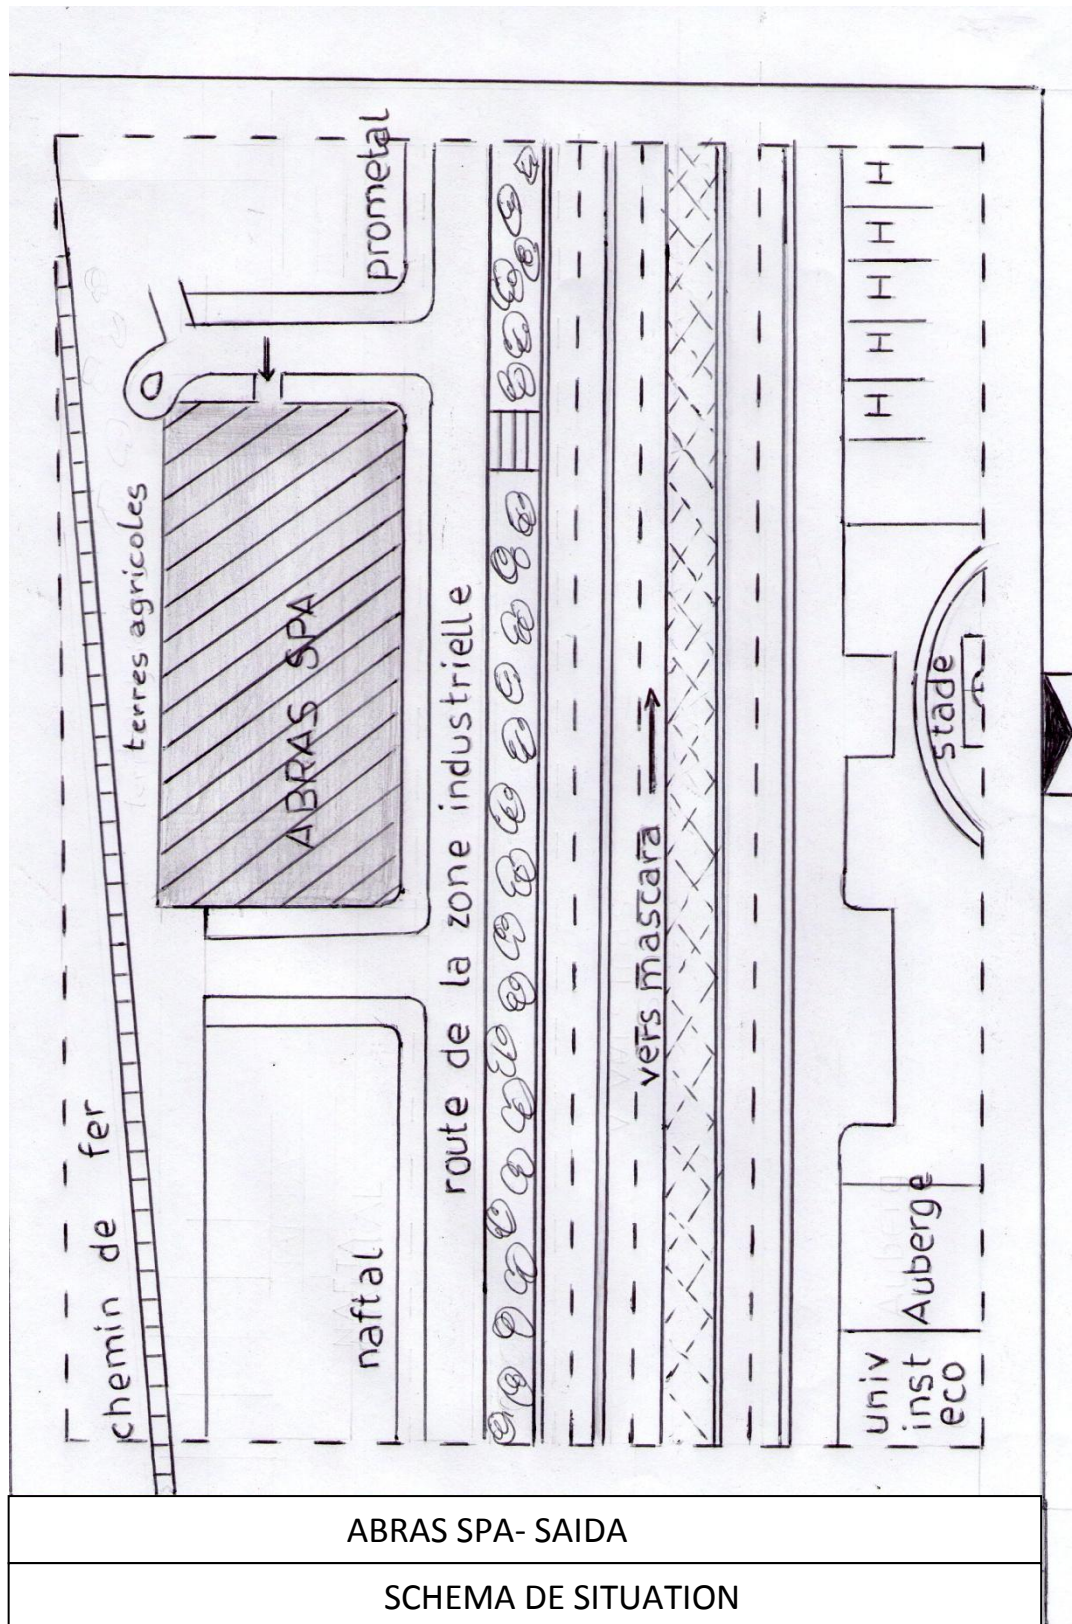 chemin de fer
terres agricoles
prometal
ABRAS SPA
naftal
route de la zone industrielle
vers mascara
H
H
H
H
H
stade
Auberge
univ
inst
eco
ABRAS SPA- SAIDA
SCHEMA DE SITUATION